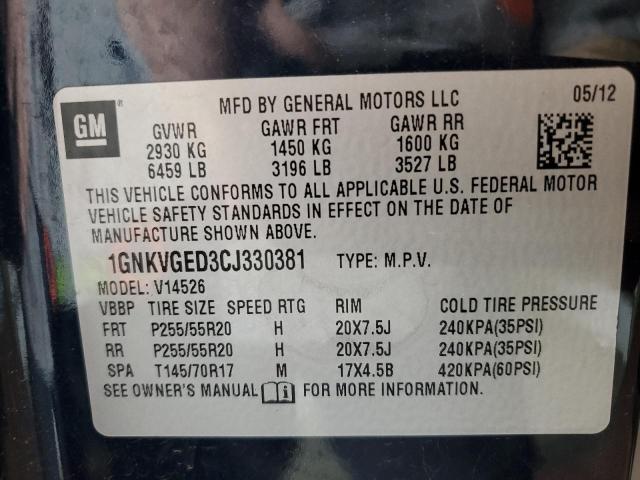 MFD BY GENERAL MOTORS LLC 05/12
GM
GVWR GAWR FRT GAWR RR
2930 KG 1450 KG 1600 KG
6459 LB 3196 LB 3527 LB
THIS VEHICLE CONFORMS TO ALL APPLICABLE U.S. FEDERAL MOTOR
VEHICLE SAFETY STANDARDS IN EFFECT ON THE DATE OF
MANUFACTURE SHOWN ABOVE.
1GNKVGED3CJ330381 TYPE: M.P.V.
MODEL: V14526
VBBP TIRE SIZE SPEED RTG RIM COLD TIRE PRESSURE
FRT P255/55R20 H 20X7.5J 240KPA(35PSI)
RR P255/55R20 H 20X7.5J 240KPA(35PSI)
SPA T145/70R17 M 17X4.5B 420KPA(60PSI)
SEE OWNER'S MANUAL i FOR MORE INFORMATION.